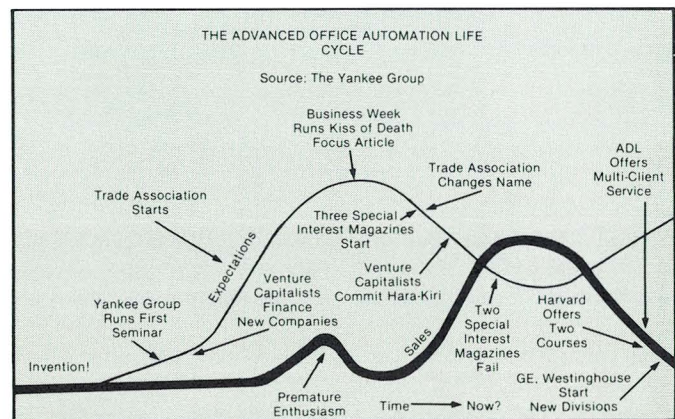 THE ADVANCED OFFICE AUTOMATION LIFE
CYCLE
Source: The Yankee Group
Business Week
Runs Kiss of Death
Focus Article
ADL
Offers
Multi-Client
Service
Trade Association
Changes Name
Trade Association
Starts
Three Special
Interest Magazines
Start
Expectations
Venture
Capitalists
Finance
New Companies
Venture
Capitalists
Commit Hara-Kiri
Yankee Group
Runs First
Seminar
Two
Special
Interest
Magazines
Fail
Harvard
Offers
Two
Courses
Sales
Invention!
GE, Westinghouse
Start
New Divisions
Premature
Enthusiasm
Time
Now?